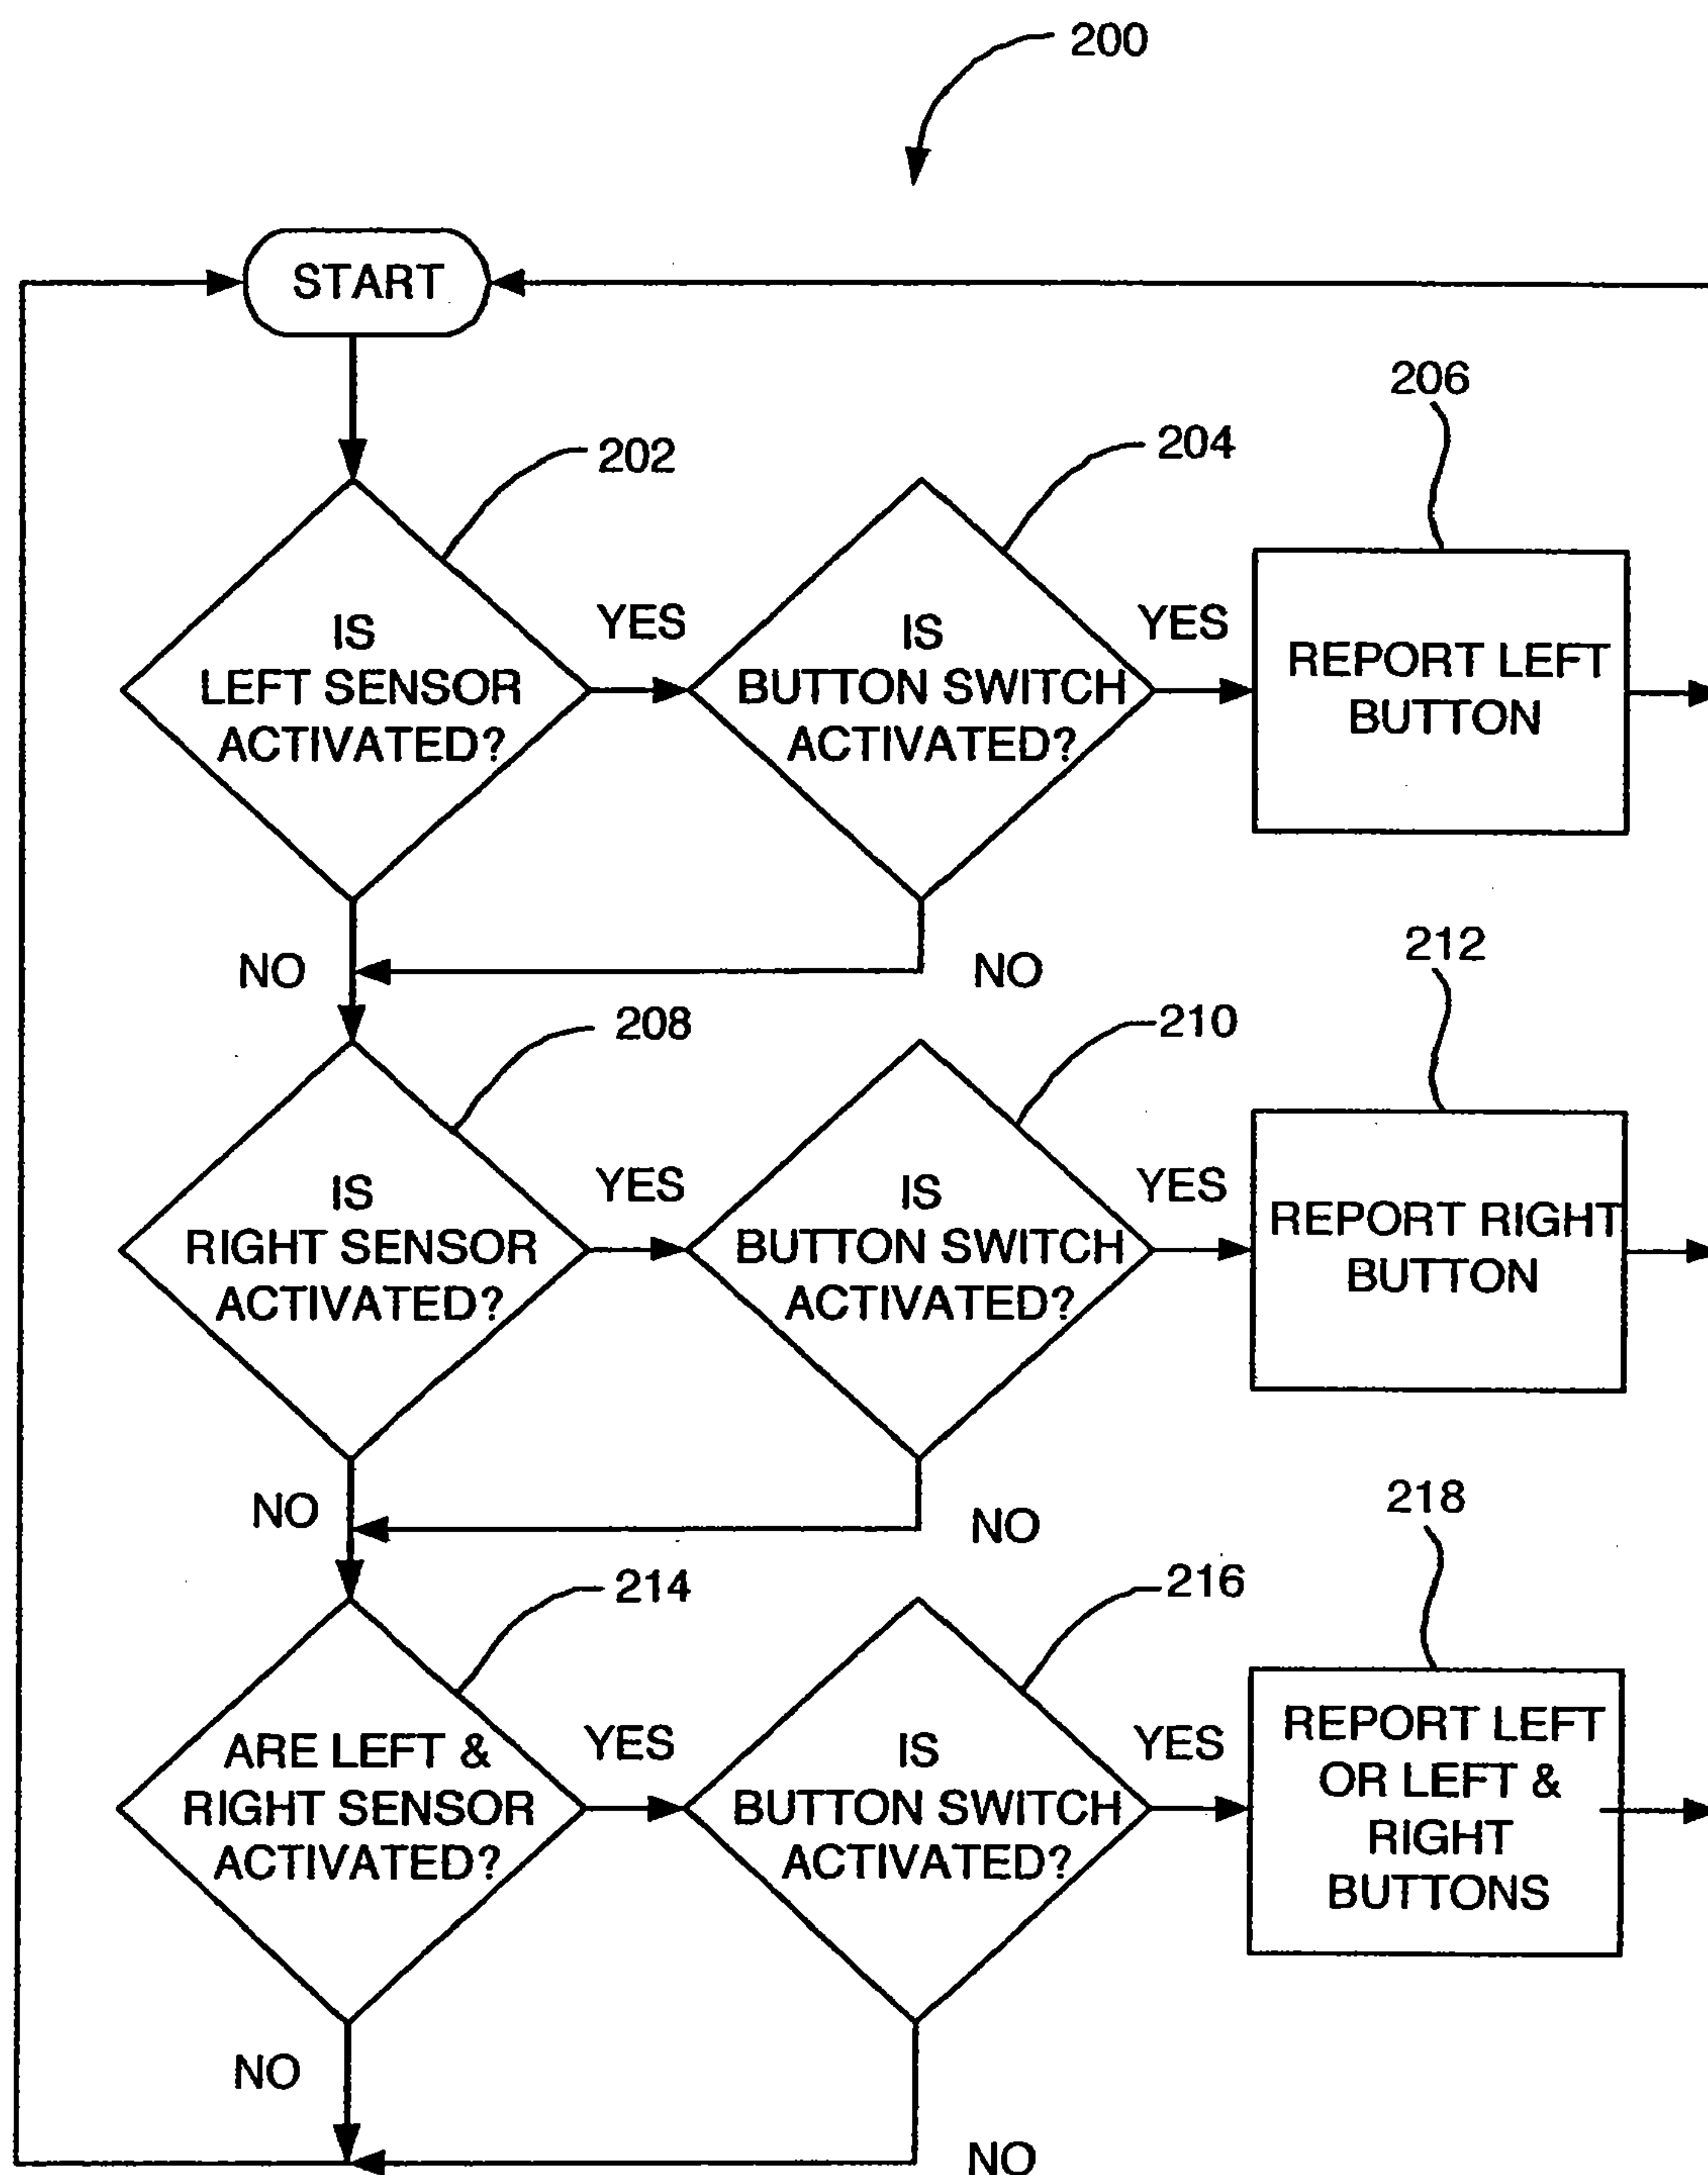 200
START
206
202
204
IS
LEFT SENSOR
ACTIVATED?
YES
IS
BUTTON SWITCH
ACTIVATED?
YES
REPORT LEFT
BUTTON
NO
NO
212
208
210
IS
RIGHT SENSOR
ACTIVATED?
YES
IS
BUTTON SWITCH
ACTIVATED?
YES
REPORT RIGHT
BUTTON
NO
NO
218
214
216
ARE LEFT &
RIGHT SENSOR
ACTIVATED?
YES
IS
BUTTON SWITCH
ACTIVATED?
YES
REPORT LEFT
OR LEFT &
RIGHT
BUTTONS
NO
NO